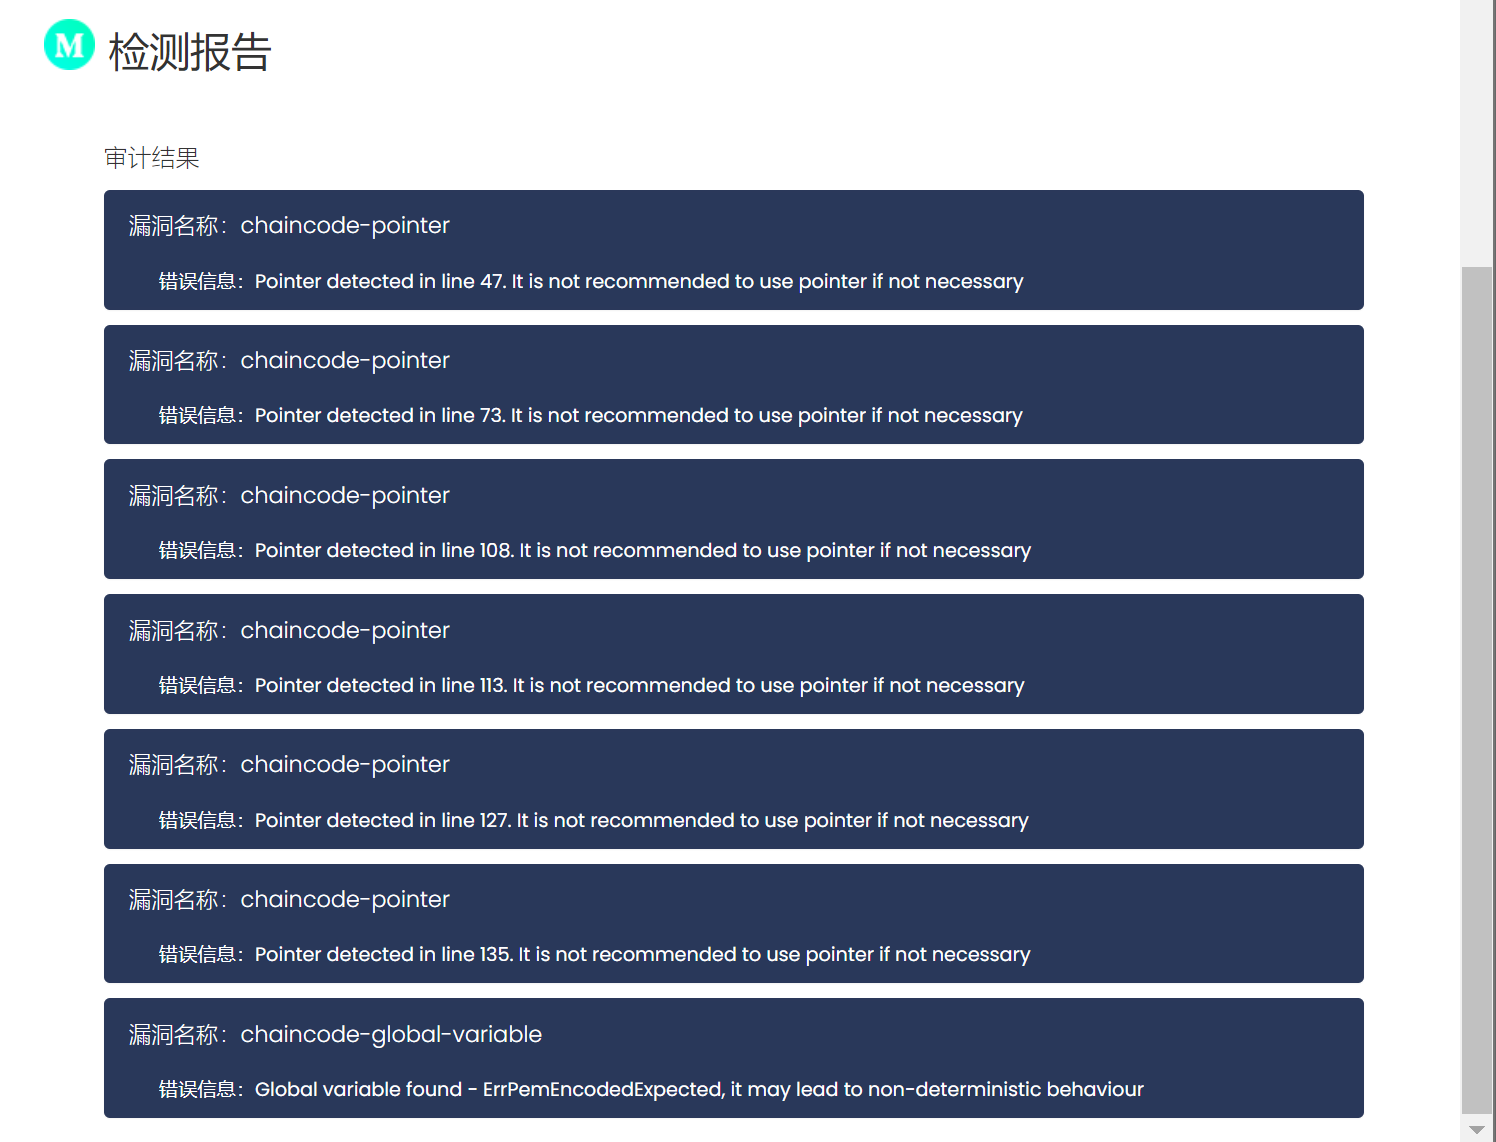 M 检测报告
审计结果
漏洞名称：chaincode-pointer
错误信息：Pointer detected in line 47. It is not recommended to use pointer if not necessary
漏洞名称：chaincode-pointer
错误信息：Pointer detected in line 73. It is not recommended to use pointer if not necessary
漏洞名称：chaincode-pointer
错误信息：Pointer detected in line 108. It is not recommended to use pointer if not necessary
漏洞名称：chaincode-pointer
错误信息：Pointer detected in line 113. It is not recommended to use pointer if not necessary
漏洞名称：chaincode-pointer
错误信息：Pointer detected in line 127. It is not recommended to use pointer if not necessary
漏洞名称：chaincode-pointer
错误信息：Pointer detected in line 135. It is not recommended to use pointer if not necessary
漏洞名称：chaincode-global-variable
错误信息：Global variable found - ErrPemEncodedExpected, it may lead to non-deterministic behaviour